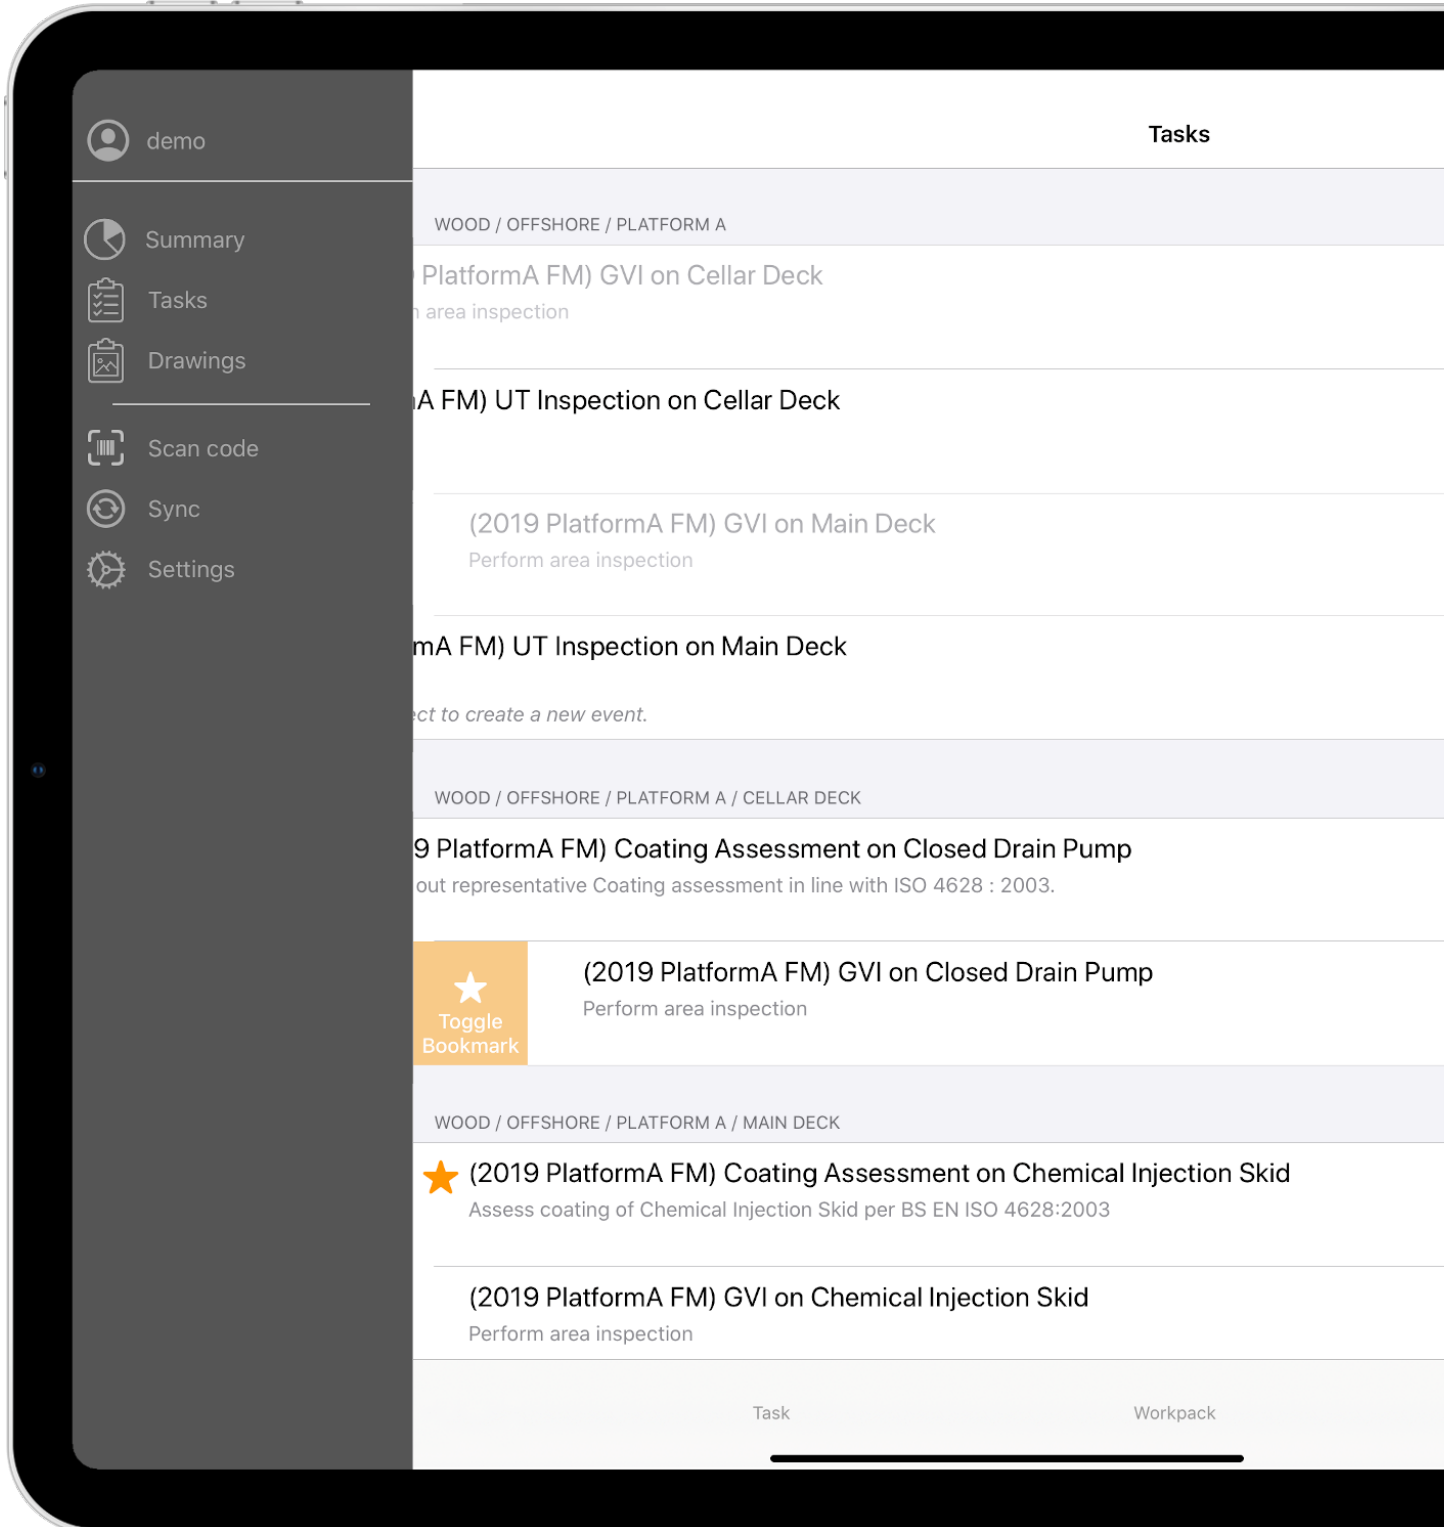 demo
Summary
Tasks
Drawings
Scan code
Sync
Settings
Tasks
WOOD / OFFSHORE / PLATFORM A
PlatformA FM) GVI on Cellar Deck
area inspection
A FM) UT Inspection on Cellar Deck
(2019 PlatformA FM) GVI on Main Deck
Perform area inspection
mA FM) UT Inspection on Main Deck
ect to create a new event.
WOOD / OFFSHORE / PLATFORM A / CELLAR DECK
9 PlatformA FM) Coating Assessment on Closed Drain Pump
out representative Coating assessment in line with ISO 4628 : 2003.
Toggle
Bookmark
(2019 PlatformA FM) GVI on Closed Drain Pump
Perform area inspection
WOOD / OFFSHORE / PLATFORM A / MAIN DECK
(2019 PlatformA FM) Coating Assessment on Chemical Injection Skid
Assess coating of Chemical Injection Skid per BS EN ISO 4628:2003
(2019 PlatformA FM) GVI on Chemical Injection Skid
Perform area inspection
Task
Workpack